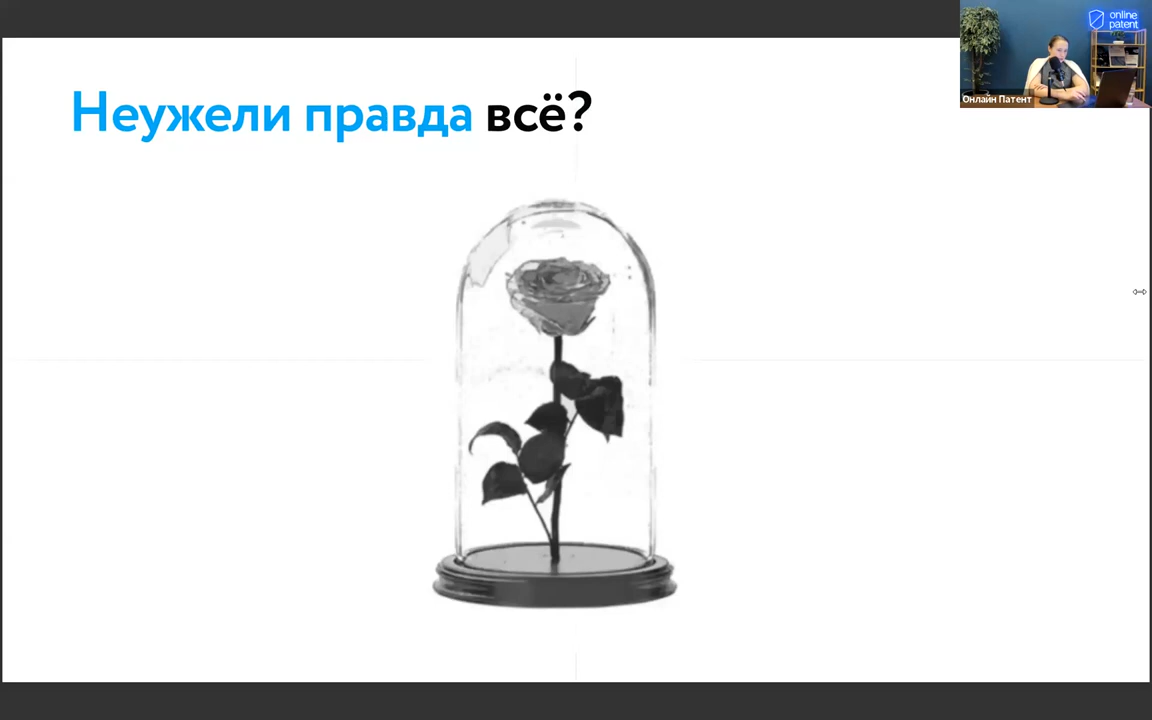 Неужели правда всё?
online
patent
Онлайн Патент